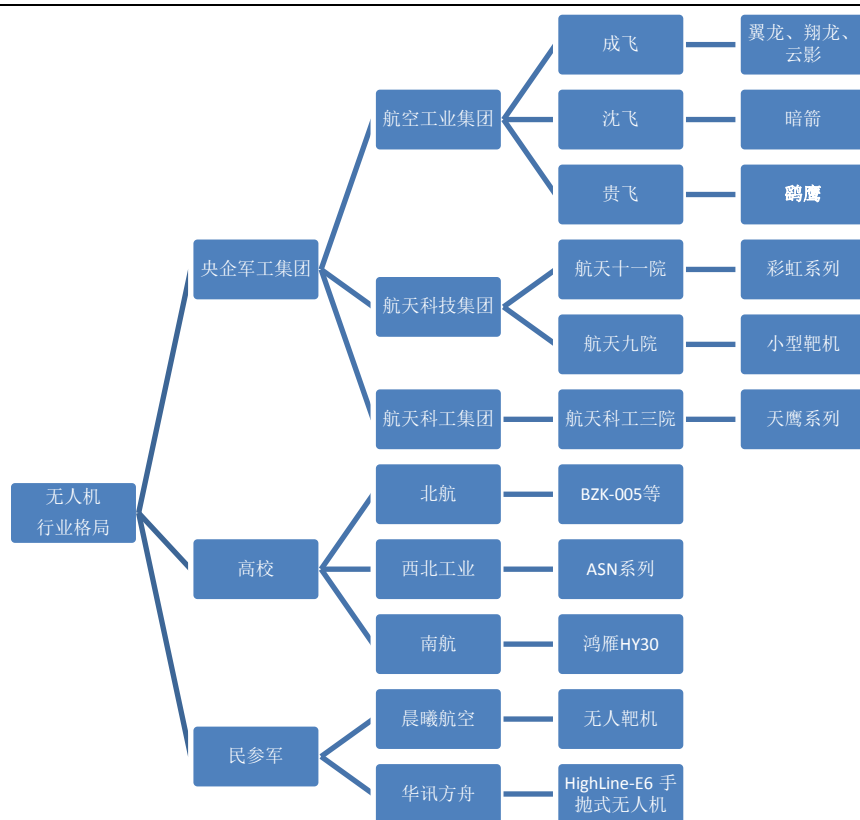 无人机
行业格局
央企军工集团
航空工业集团
成飞
翼龙、翔龙、
云影
沈飞
暗箭
贵飞
鹞鹰
航天科技集团
航天十一院
彩虹系列
航天九院
小型靶机
航天科工集团
航天科工三院
天鹰系列
高校
北航
BZK-005等
西北工业
ASN系列
南航
鸿雁HY30
民参军
晨曦航空
无人靶机
华讯方舟
HighLine-E6 手
抛式无人机